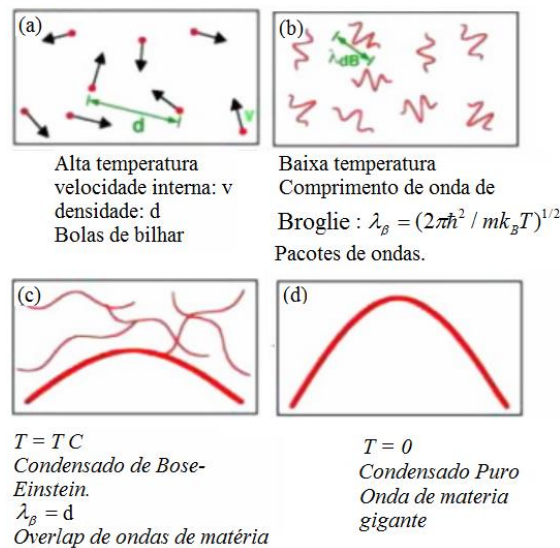 (a)
d
v
Alta temperatura
velocidade interna: v
densidade: d
Bolas de bilhar
(b)
λdB
Baixa temperatura
Comprimento de onda de
Broglie : λβ = (2πħ² / mkBT)^1/2
Pacotes de ondas.
(c)
T = T C
Condensado de Bose-
Einstein.
λβ = d
Overlap de ondas de matéria
(d)
T = 0
Condensado Puro
Onda de materia
gigante